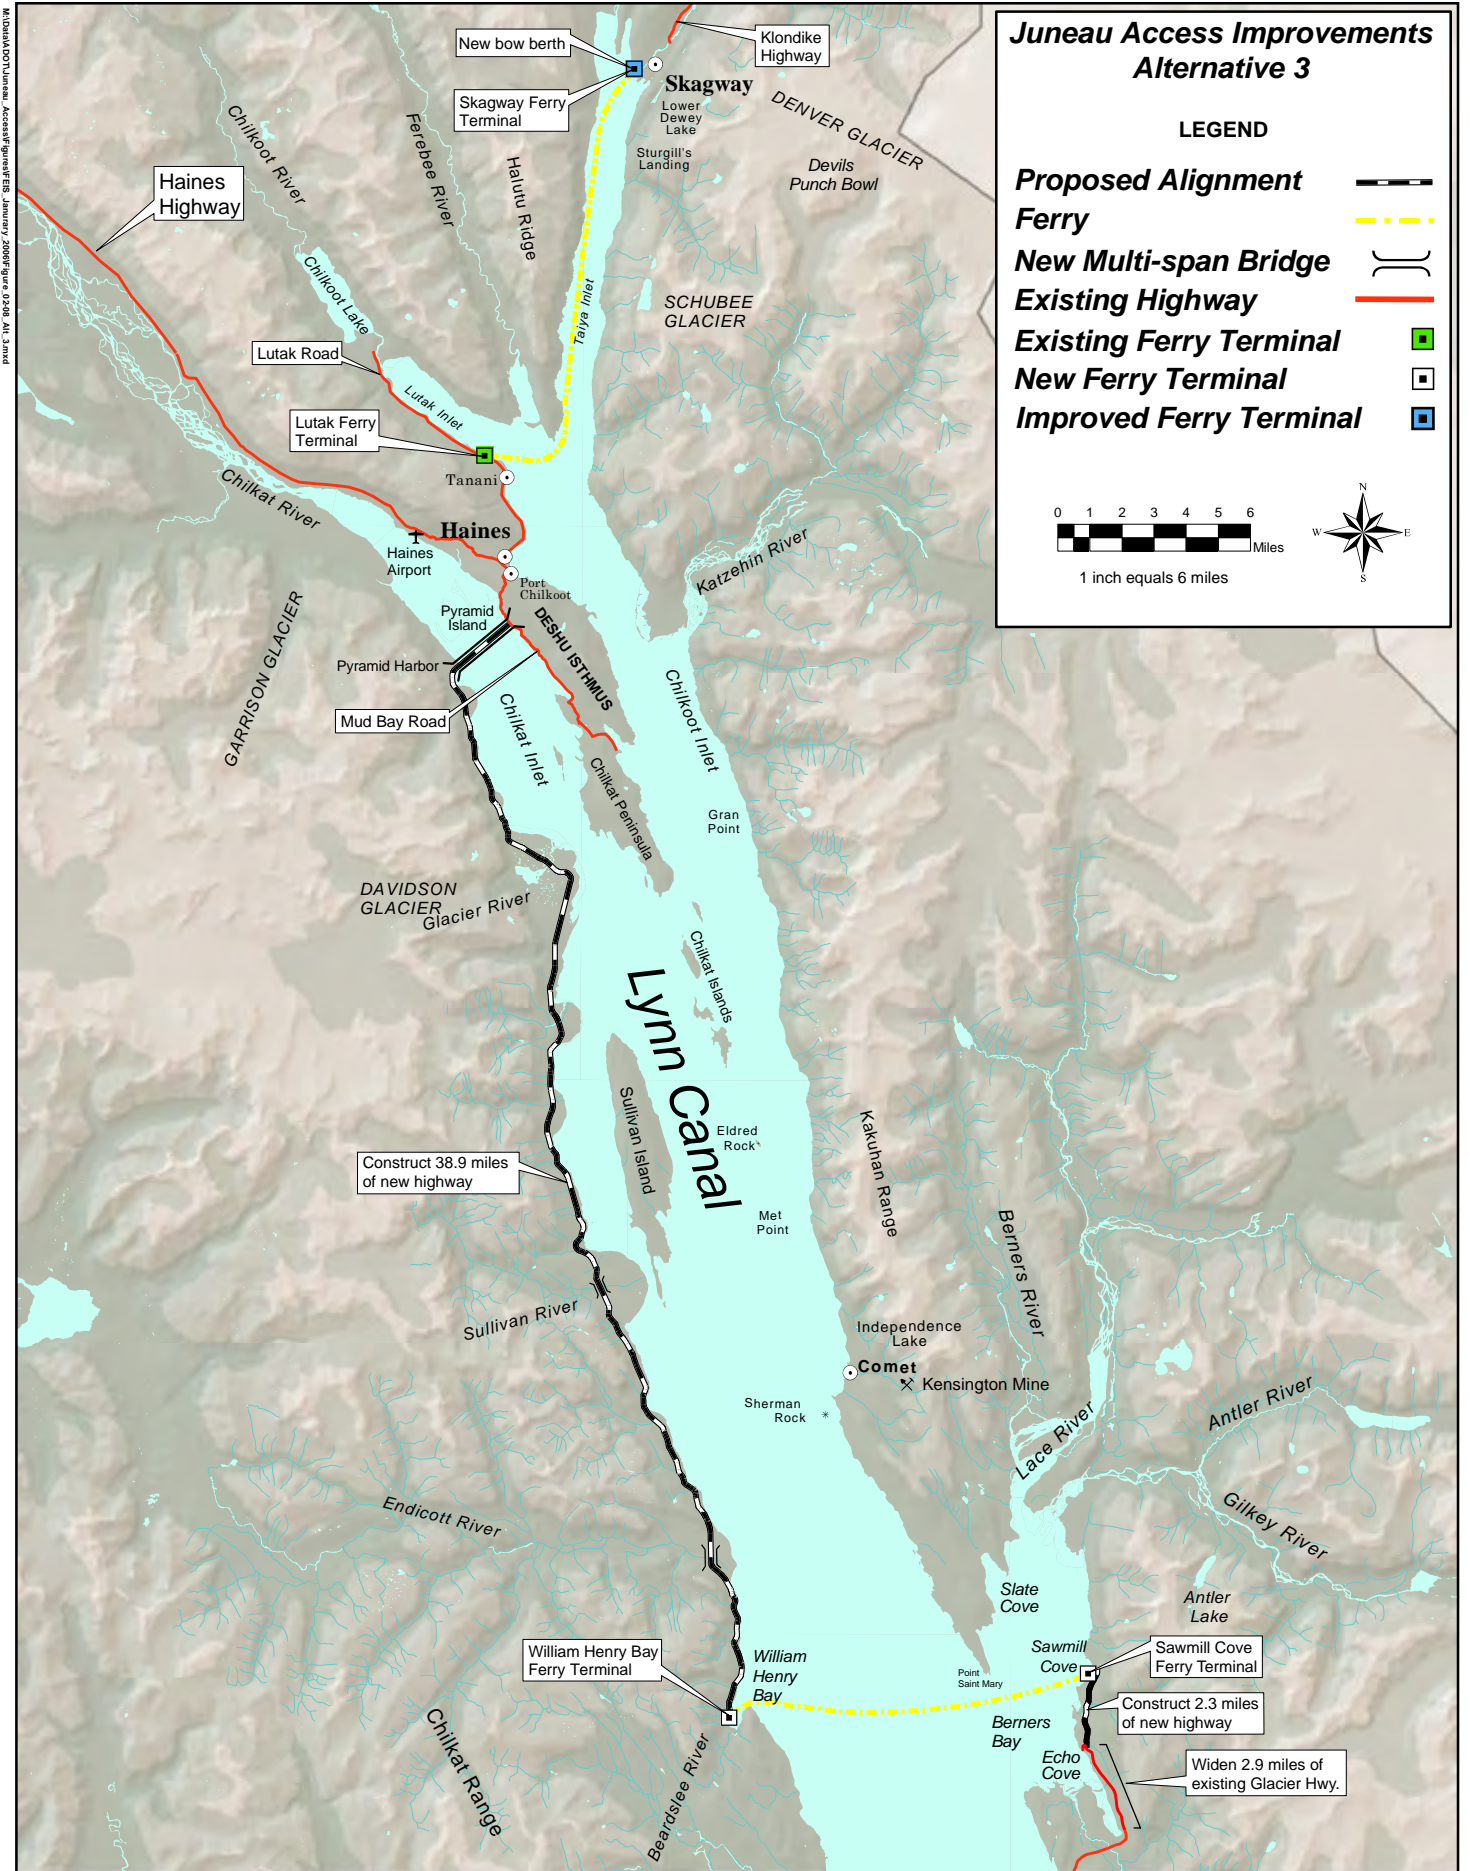 M:\Data\ADOT\Juneau_Access\Figures\FEIS_Janurary_2006\Figure_02-08_Alt_3.mxd
Juneau Access Improvements
Alternative 3
LEGEND
Proposed Alignment
Ferry
New Multi-span Bridge
Existing Highway
Existing Ferry Terminal
New Ferry Terminal
Improved Ferry Terminal
0 1 2 3 4 5 6
Miles
1 inch equals 6 miles
N
W
E
S
New bow berth
Klondike
Highway
Skagway
Skagway Ferry
Terminal
Lower
Dewey
Lake
DENVER GLACIER
Sturgill's
Landing
Devils
Punch Bowl
Chilkoot River
Ferebee River
Halutu Ridge
Haines
Highway
Chilkoot Lake
Taiya Inlet
SCHUBEE
GLACIER
Lutak Road
Lutak Inlet
Lutak Ferry
Terminal
Tanani
Chilkat River
Haines
Haines
Airport
Katzehin River
Port
Chilkoot
Pyramid
Island
DESHU ISTHMUS
GARRISON GLACIER
Pyramid Harbor
Mud Bay Road
Chilkat Inlet
Chilkoot Inlet
Chilkat Peninsula
Gran
Point
DAVIDSON
GLACIER
Glacier River
Chilkat Islands
Lynn Canal
Sullivan Island
Eldred
Rock
Kakuhan Range
Construct 38.9 miles
of new highway
Met
Point
Berners River
Sullivan River
Independence
Lake
Comet
Kensington Mine
Sherman
Rock
Antler River
Lace River
Endicott River
Gilkey River
Slate
Cove
Antler
Lake
William Henry Bay
Ferry Terminal
William
Henry
Bay
Sawmill
Cove
Sawmill Cove
Ferry Terminal
Point
Saint Mary
Construct 2.3 miles
of new highway
Berners
Bay
Echo
Cove
Widen 2.9 miles of
existing Glacier Hwy.
Chilkat Range
Beardslee River